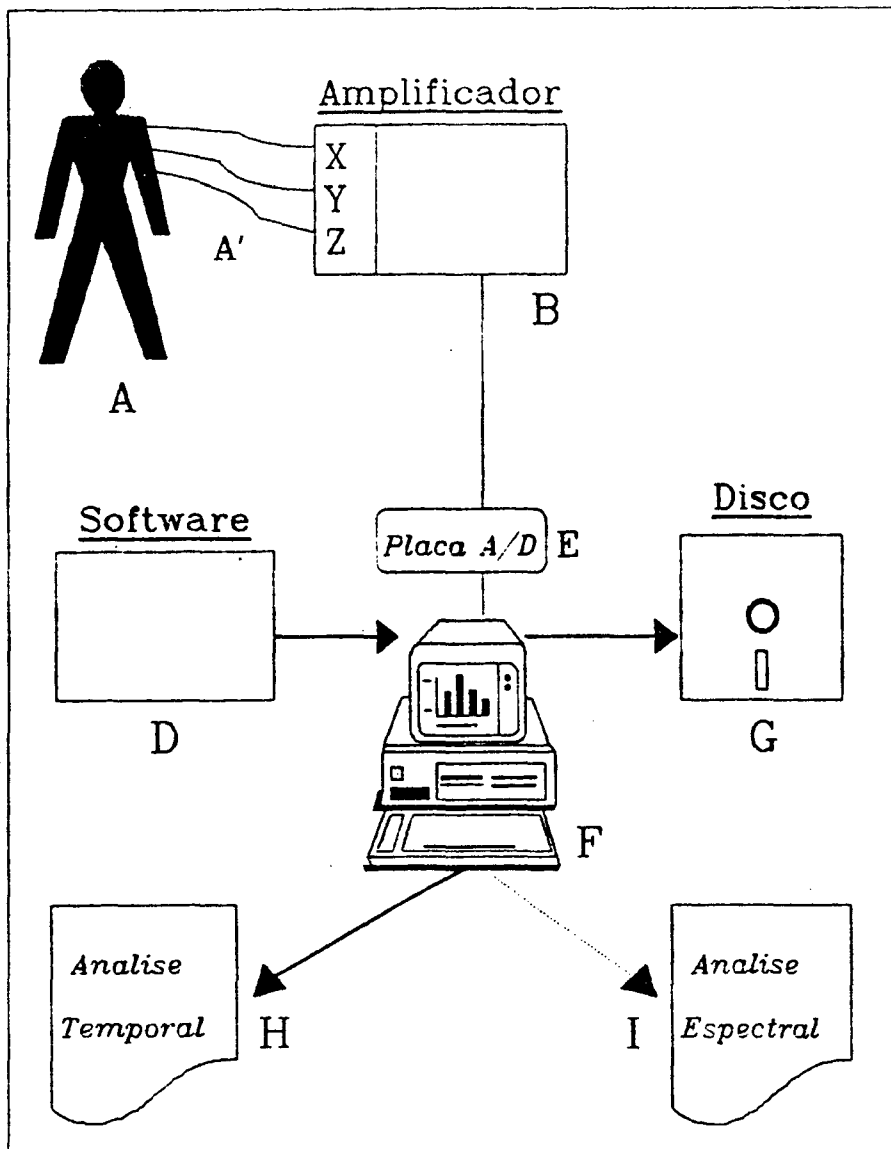 Amplificador
X
Y
Z
A'
B
A
Software
Placa A/D
E
Disco
D
G
F
Analise
Temporal
H
I
Analise
Espectral